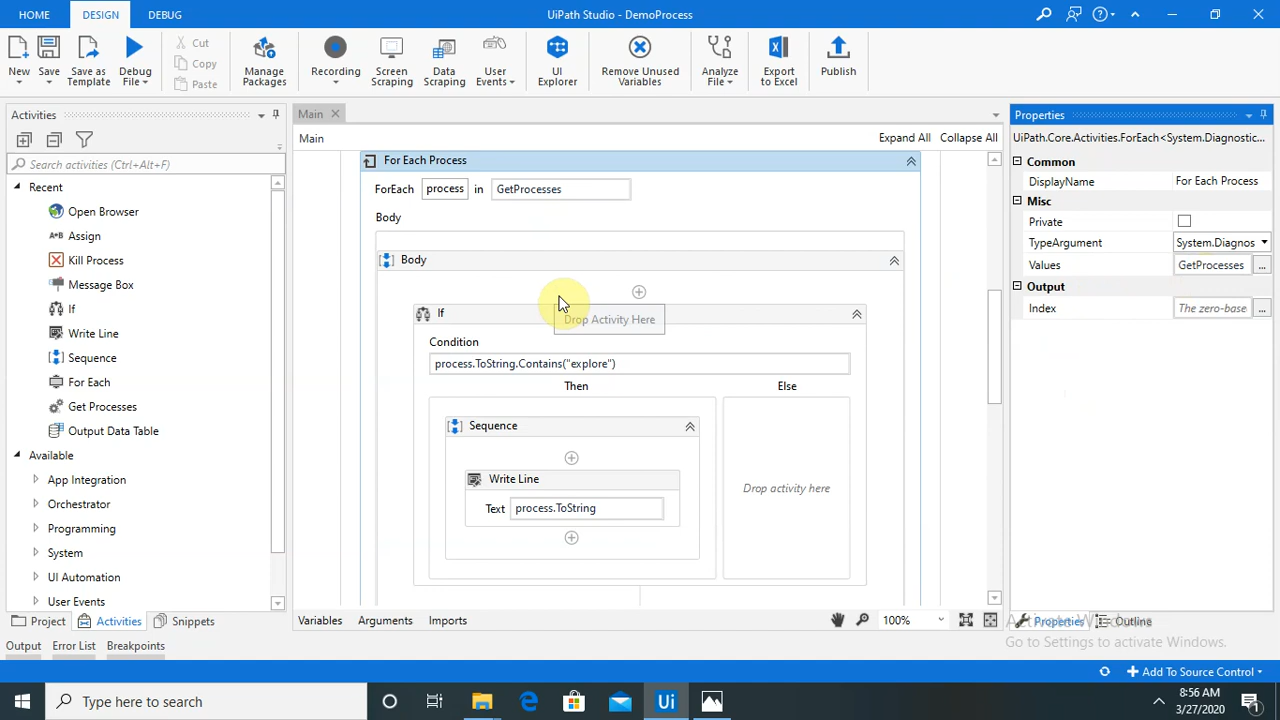 HOME DESIGN DEBUG UiPath Studio - DemoProcess
New Save Save as Template Debug File Cut Copy Paste Manage Packages Recording Screen Scraping Data Scraping User Events UI Explorer Remove Unused Variables Analyze File Export to Excel Publish
Activities
Search activities (Ctrl+Alt+F)
Recent
Open Browser
A+B Assign
Kill Process
Message Box
If
Write Line
Sequence
For Each
Get Processes
Output Data Table
Available
App Integration
Orchestrator
Programming
System
UI Automation
User Events
Project Activities Snippets
Main
Main Expand All Collapse All
For Each Process
ForEach process in GetProcesses
Body
Body
If
Drop Activity Here
Condition
process.ToString.Contains("explore")
Then Else
Sequence
Write Line
Text process.ToString
Drop activity here
Variables Arguments Imports 100%
Properties
UiPath.Core.Activities.ForEach<System.Diagnostic...
Common
DisplayName For Each Process
Misc
Private
TypeArgument System.Diagnos
Values GetProcesses ...
Output
Index The zero-base ...
Properties Outline
Activate Windows
Go to Settings to activate Windows.
Output Error List Breakpoints
Add To Source Control
Type here to search
Ui
8:56 AM
3/27/2020
1